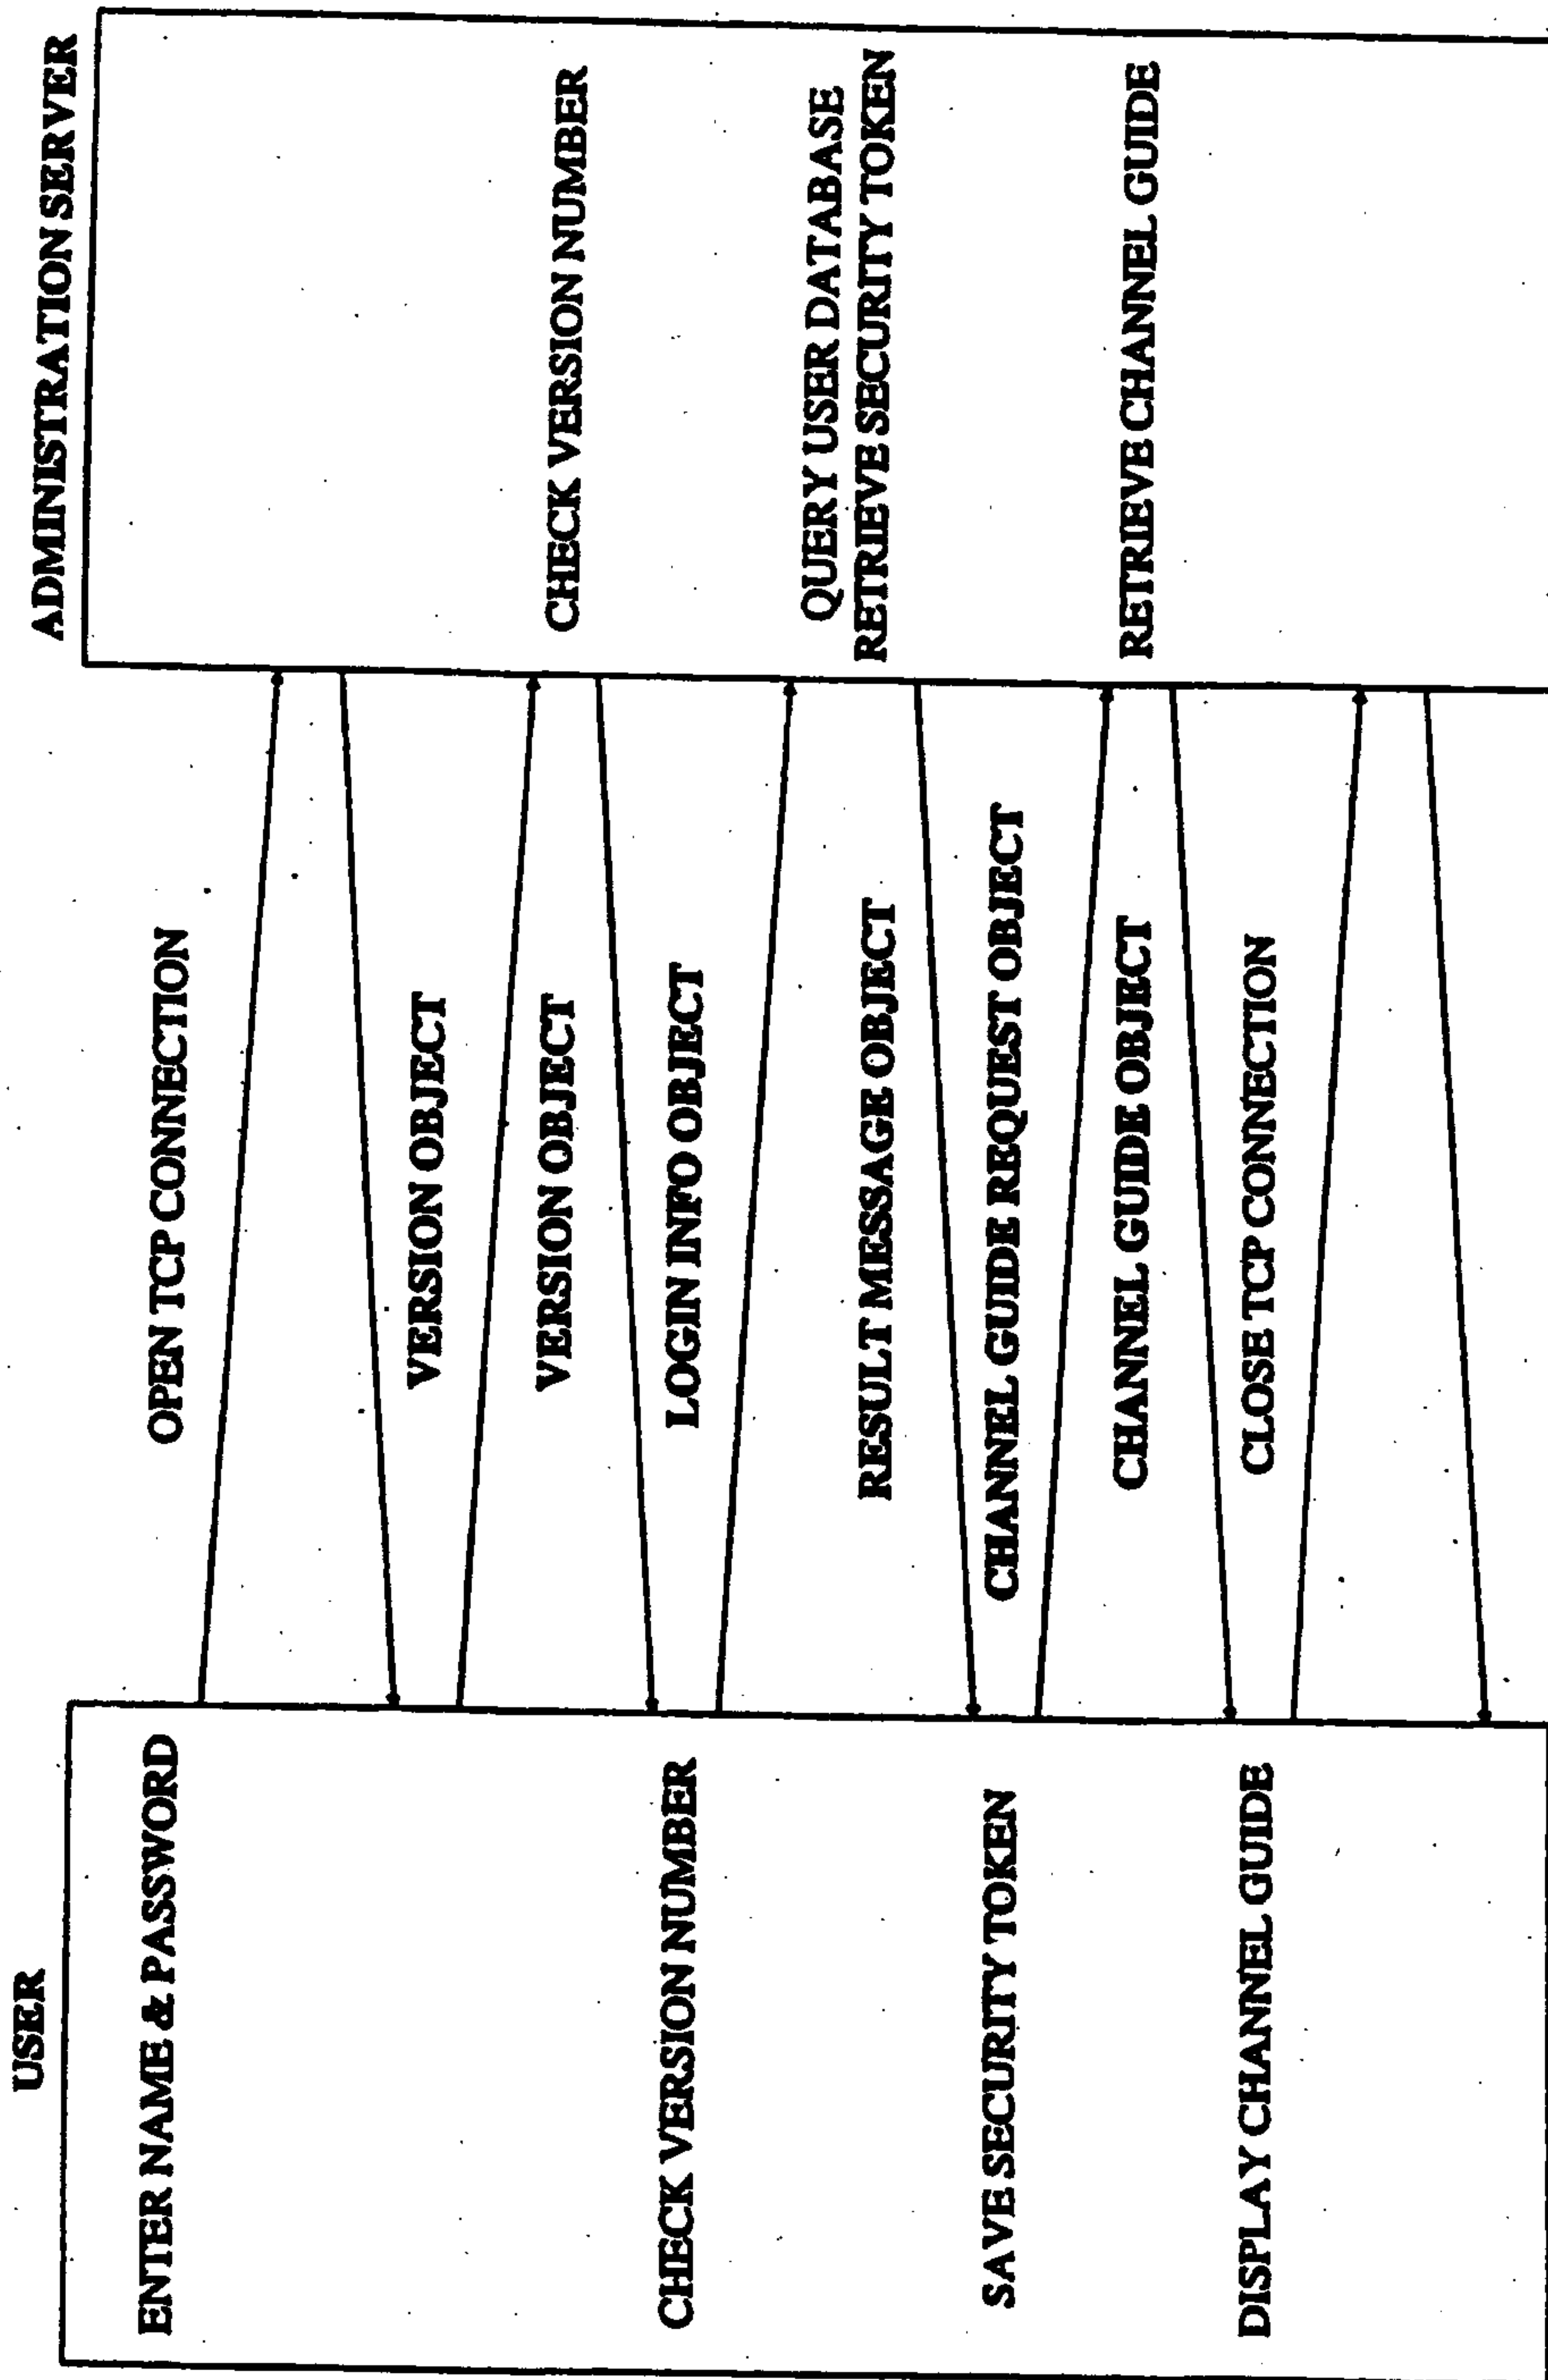 USER
ADMINISTRATION SERVER
ENTER NAME & PASSWORD
OPEN TCP CONNECTION
VERSION OBJECT
VERSION OBJECT
CHECK VERSION NUMBER
CHECK VERSION NUMBER
LOGIN INFO OBJECT
QUERY USER DATABASE
RETRIEVE SECURITY TOKEN
RESULT MESSAGE OBJECT
SAVE SECURITY TOKEN
CHANNEL GUIDE REQUEST OBJECT
RETRIEVE CHANNEL GUIDE
CHANNEL GUIDE OBJECT
DISPLAY CHANNEL GUIDE
CLOSE TCP CONNECTION